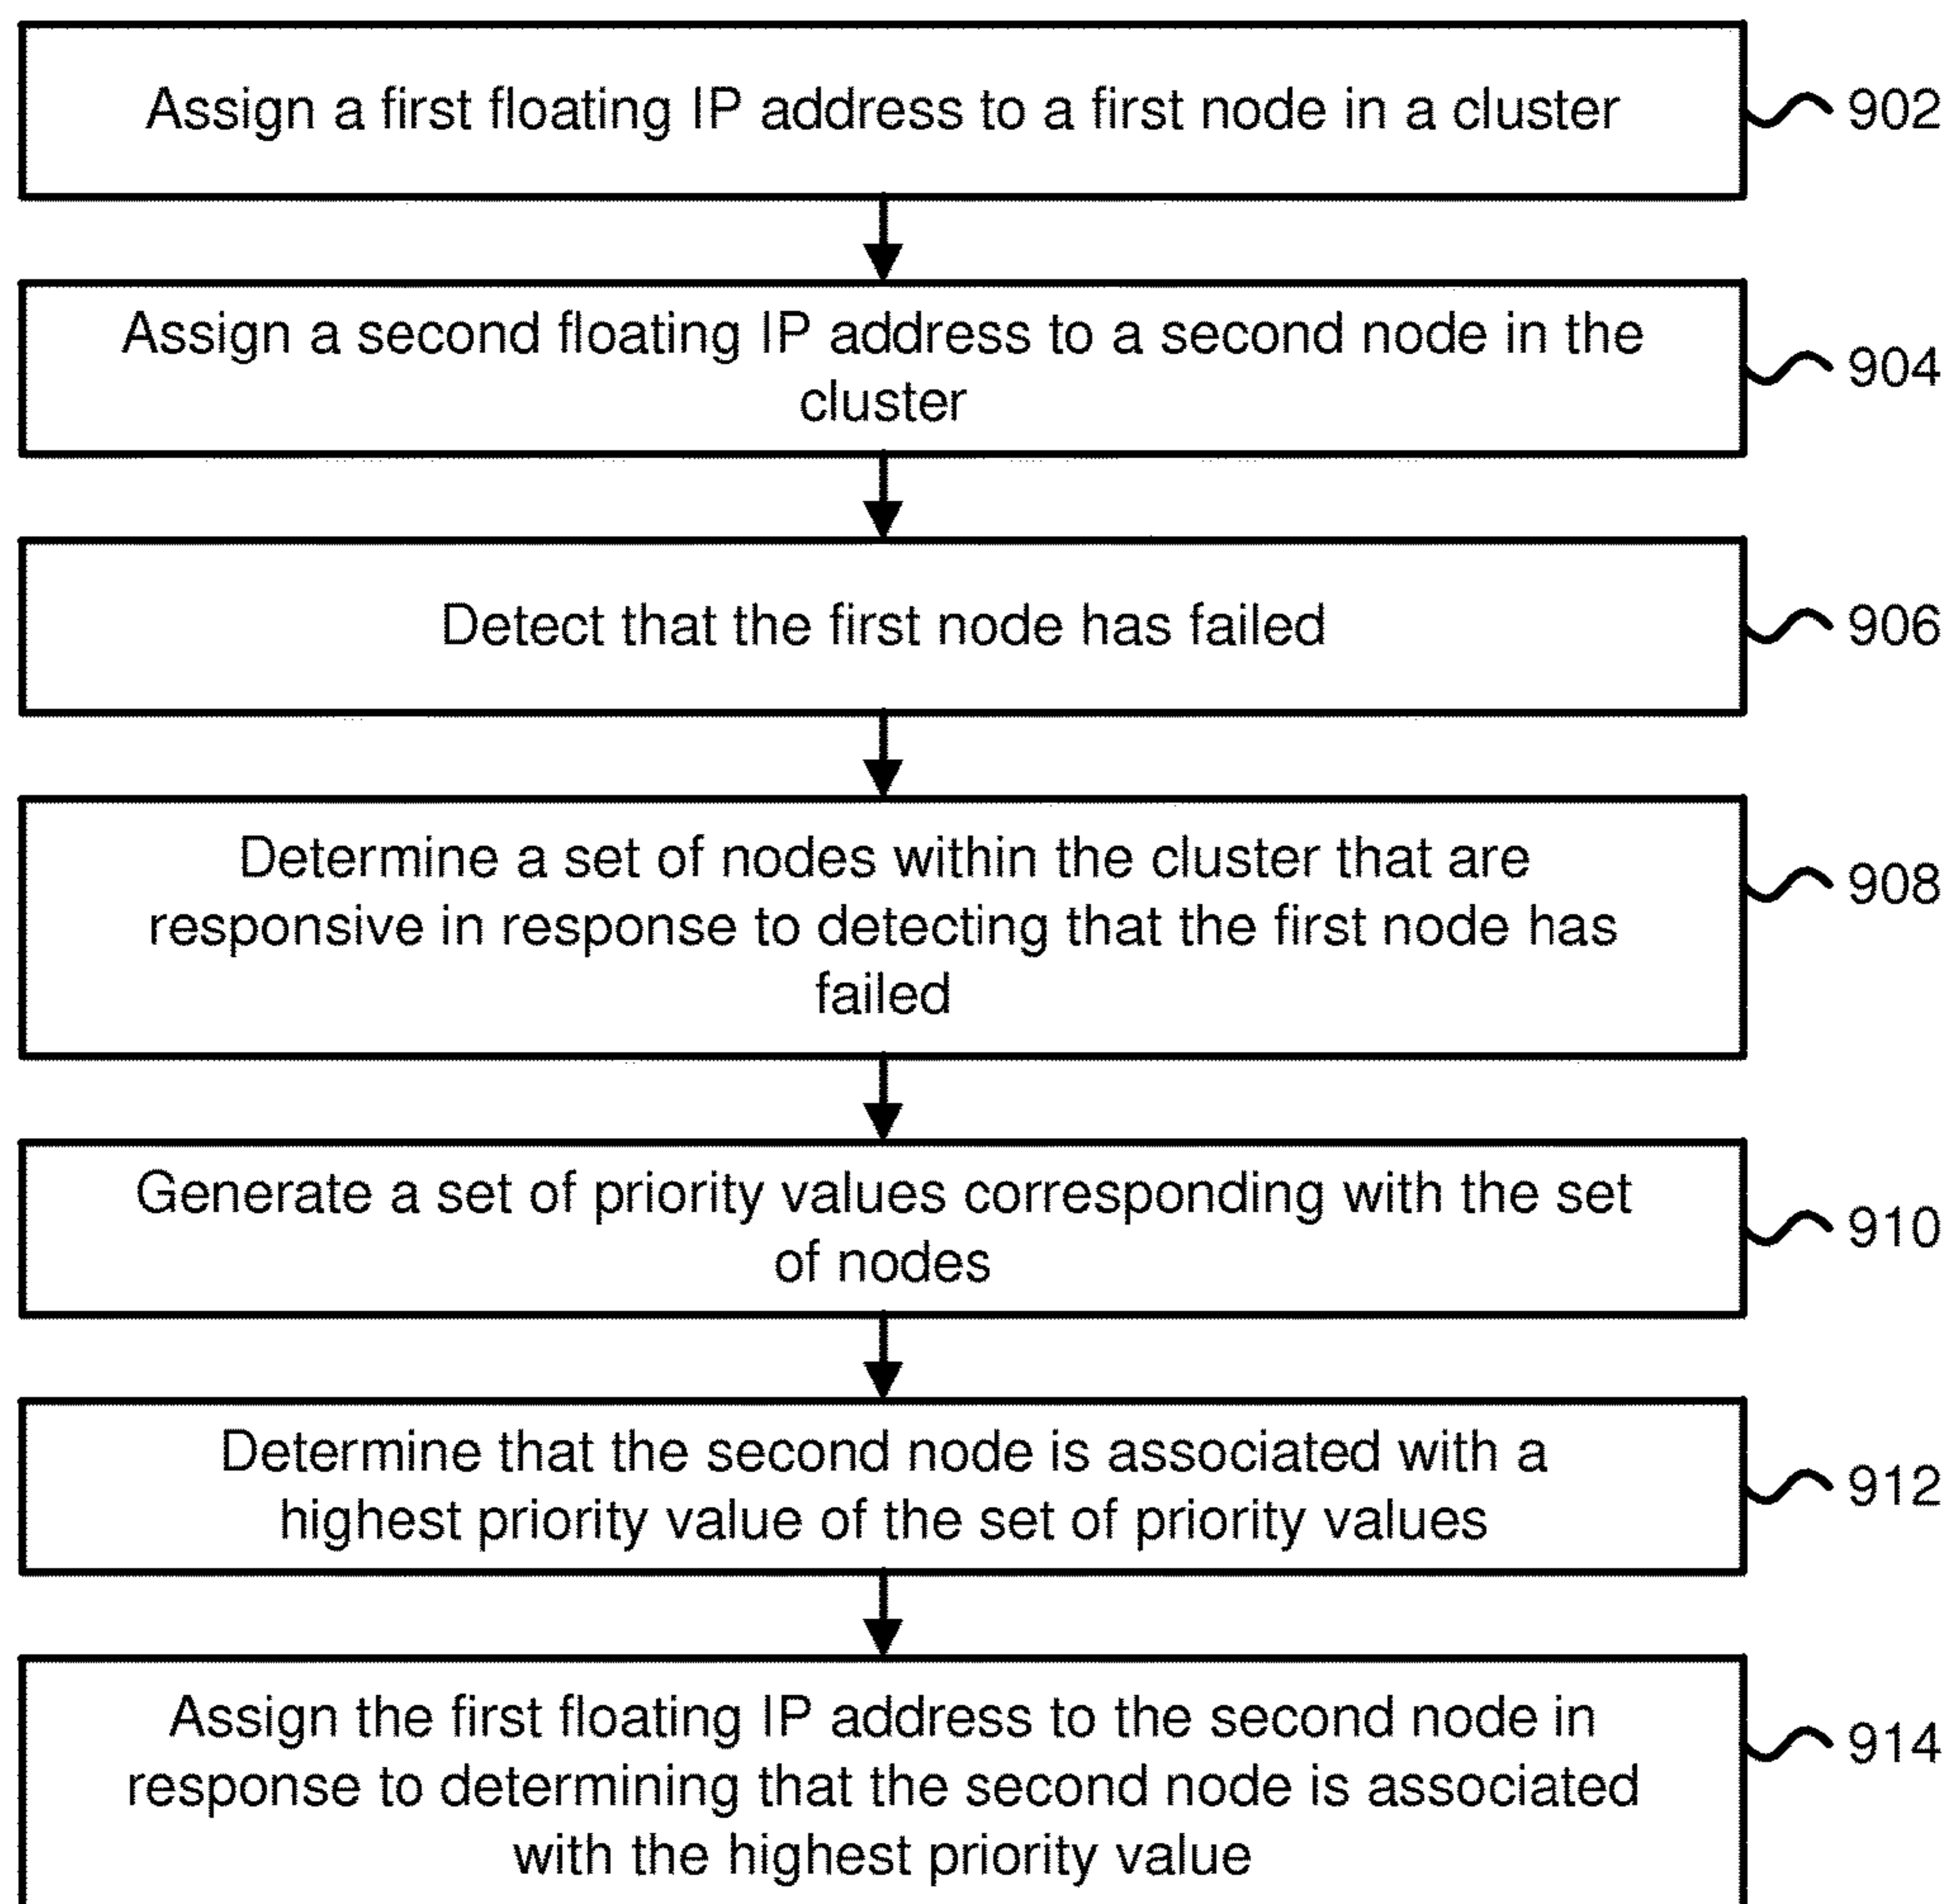 Assign a first floating IP address to a first node in a cluster
902
Assign a second floating IP address to a second node in the
cluster
904
Detect that the first node has failed
906
Determine a set of nodes within the cluster that are
responsive in response to detecting that the first node has
failed
908
Generate a set of priority values corresponding with the set
of nodes
910
Determine that the second node is associated with a
highest priority value of the set of priority values
912
Assign the first floating IP address to the second node in
response to determining that the second node is associated
with the highest priority value
914